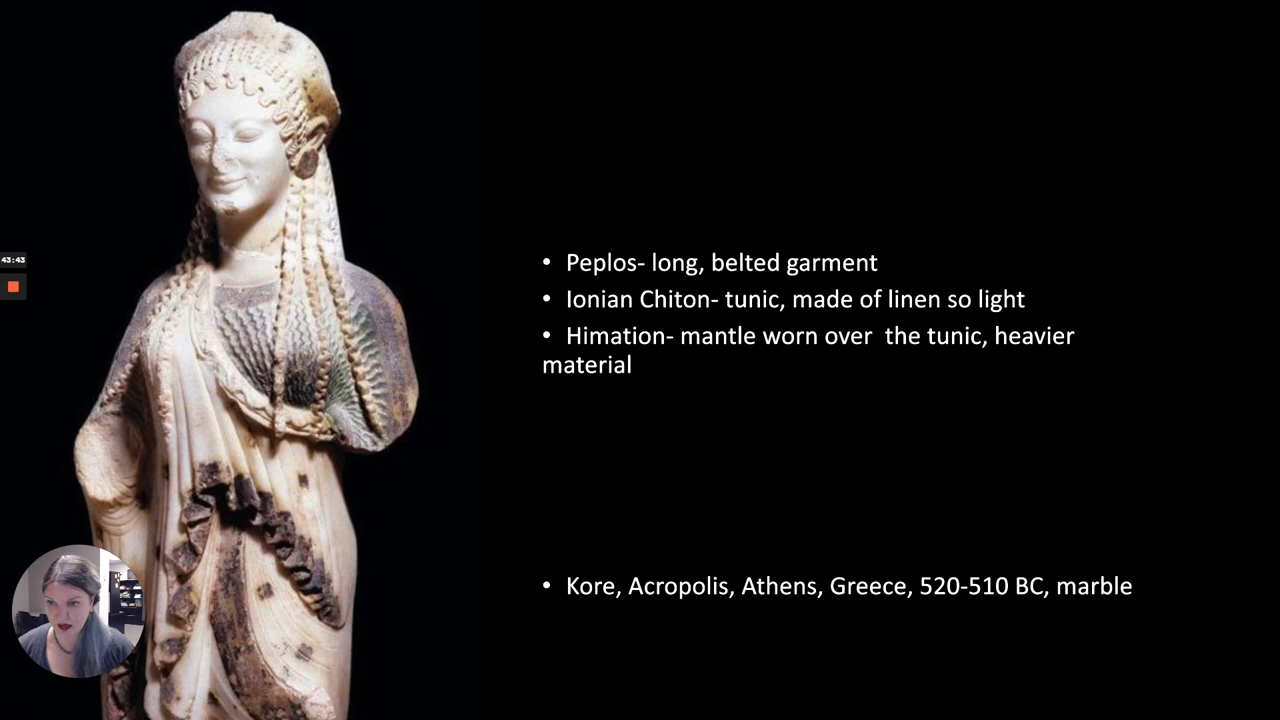 • Peplos- long, belted garment
• Ionian Chiton- tunic, made of linen so light
43:43
• Himation- mantle worn over  the tunic, heavier
material
• Kore, Acropolis, Athens, Greece, 520-510 BC, marble